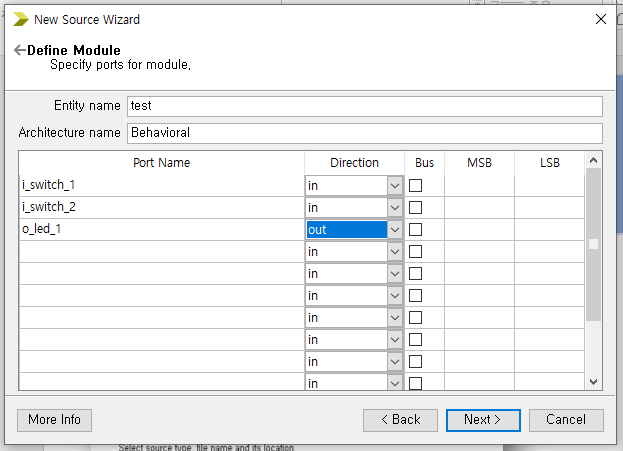 New Source Wizard
Define Module
Specify ports for module.
Entity name test
Architecture name Behavioral
Port Name Direction Bus MSB LSB
i_switch_1 in
i_switch_2 in
o_led_1 out
in
in
in
in
in
in
in
More Info < Back Next > Cancel
Select source type, file name and its location.